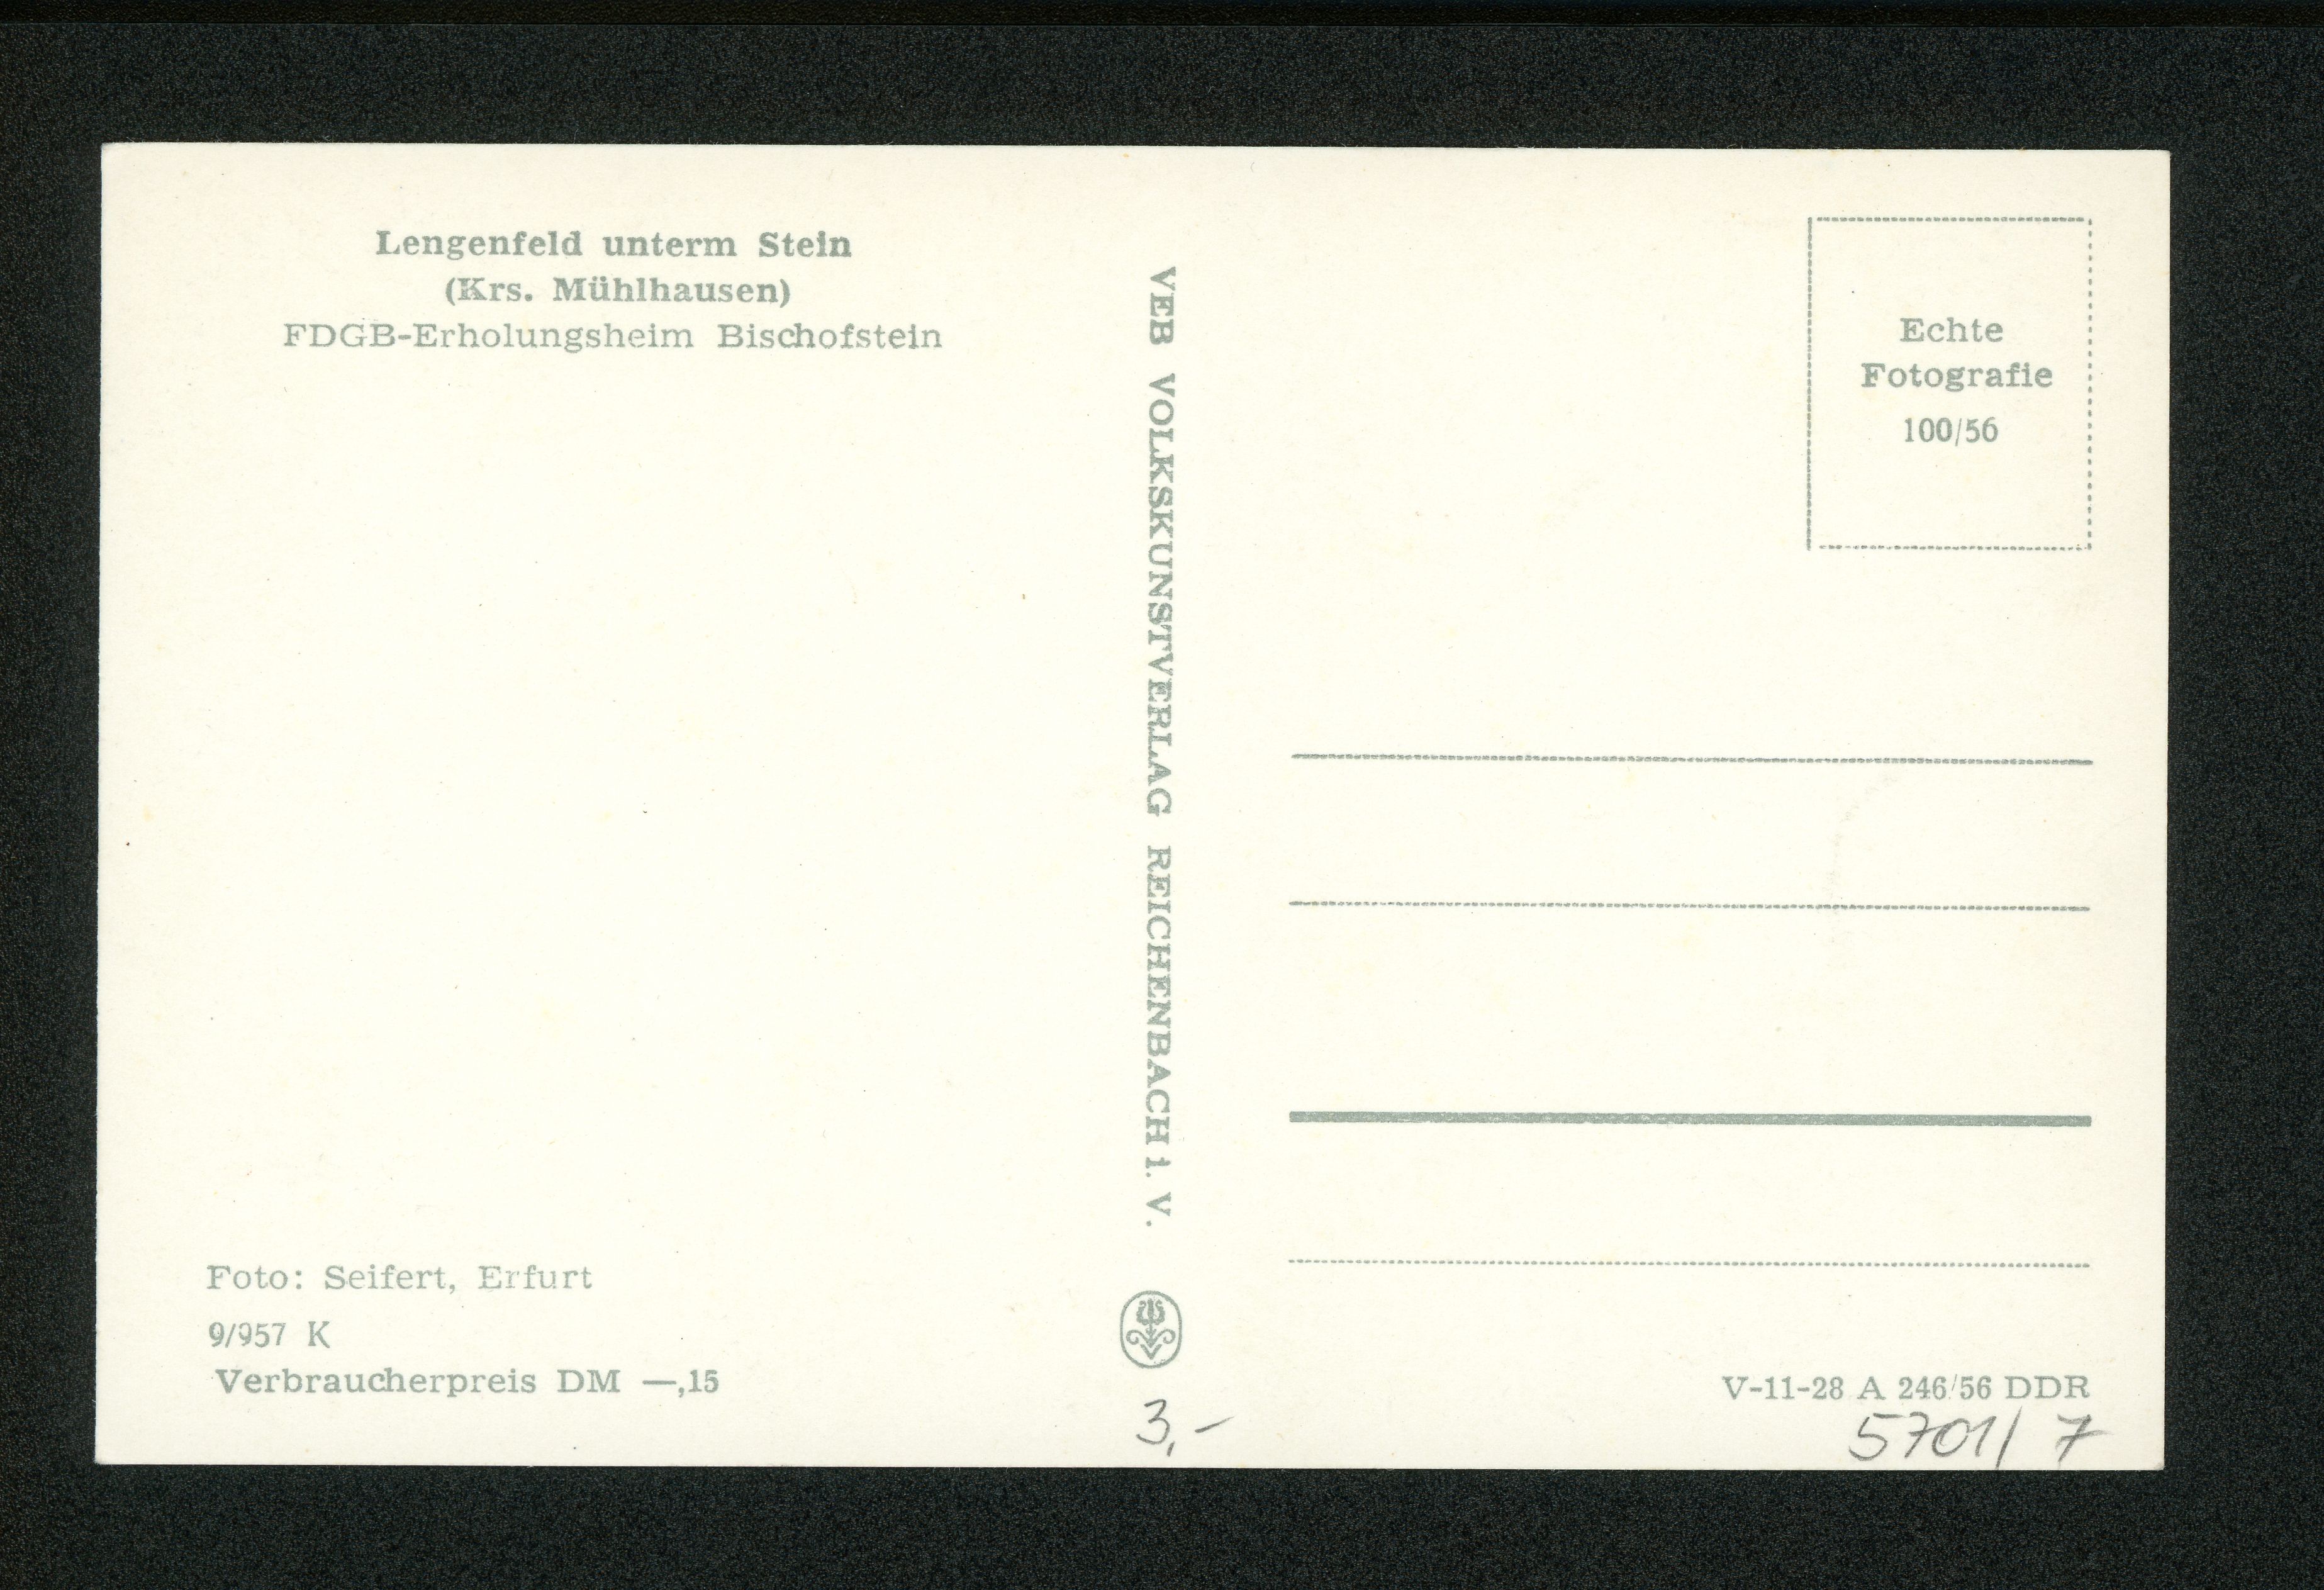 Lengenfeld unterm Stein
(Krs. Mühlhausen)
FDGB-Erholungsheim Bischofstein
Foto: Seifert, Erfurt
9/957 K
Verbraucherpreis DM —,15
VEB VOLKSKUNSTVERLAG REICHENBACH i. V.
3,-
Echte
Fotografie
100/56
V-11-28 A 246/56 DDR
5701/ 7